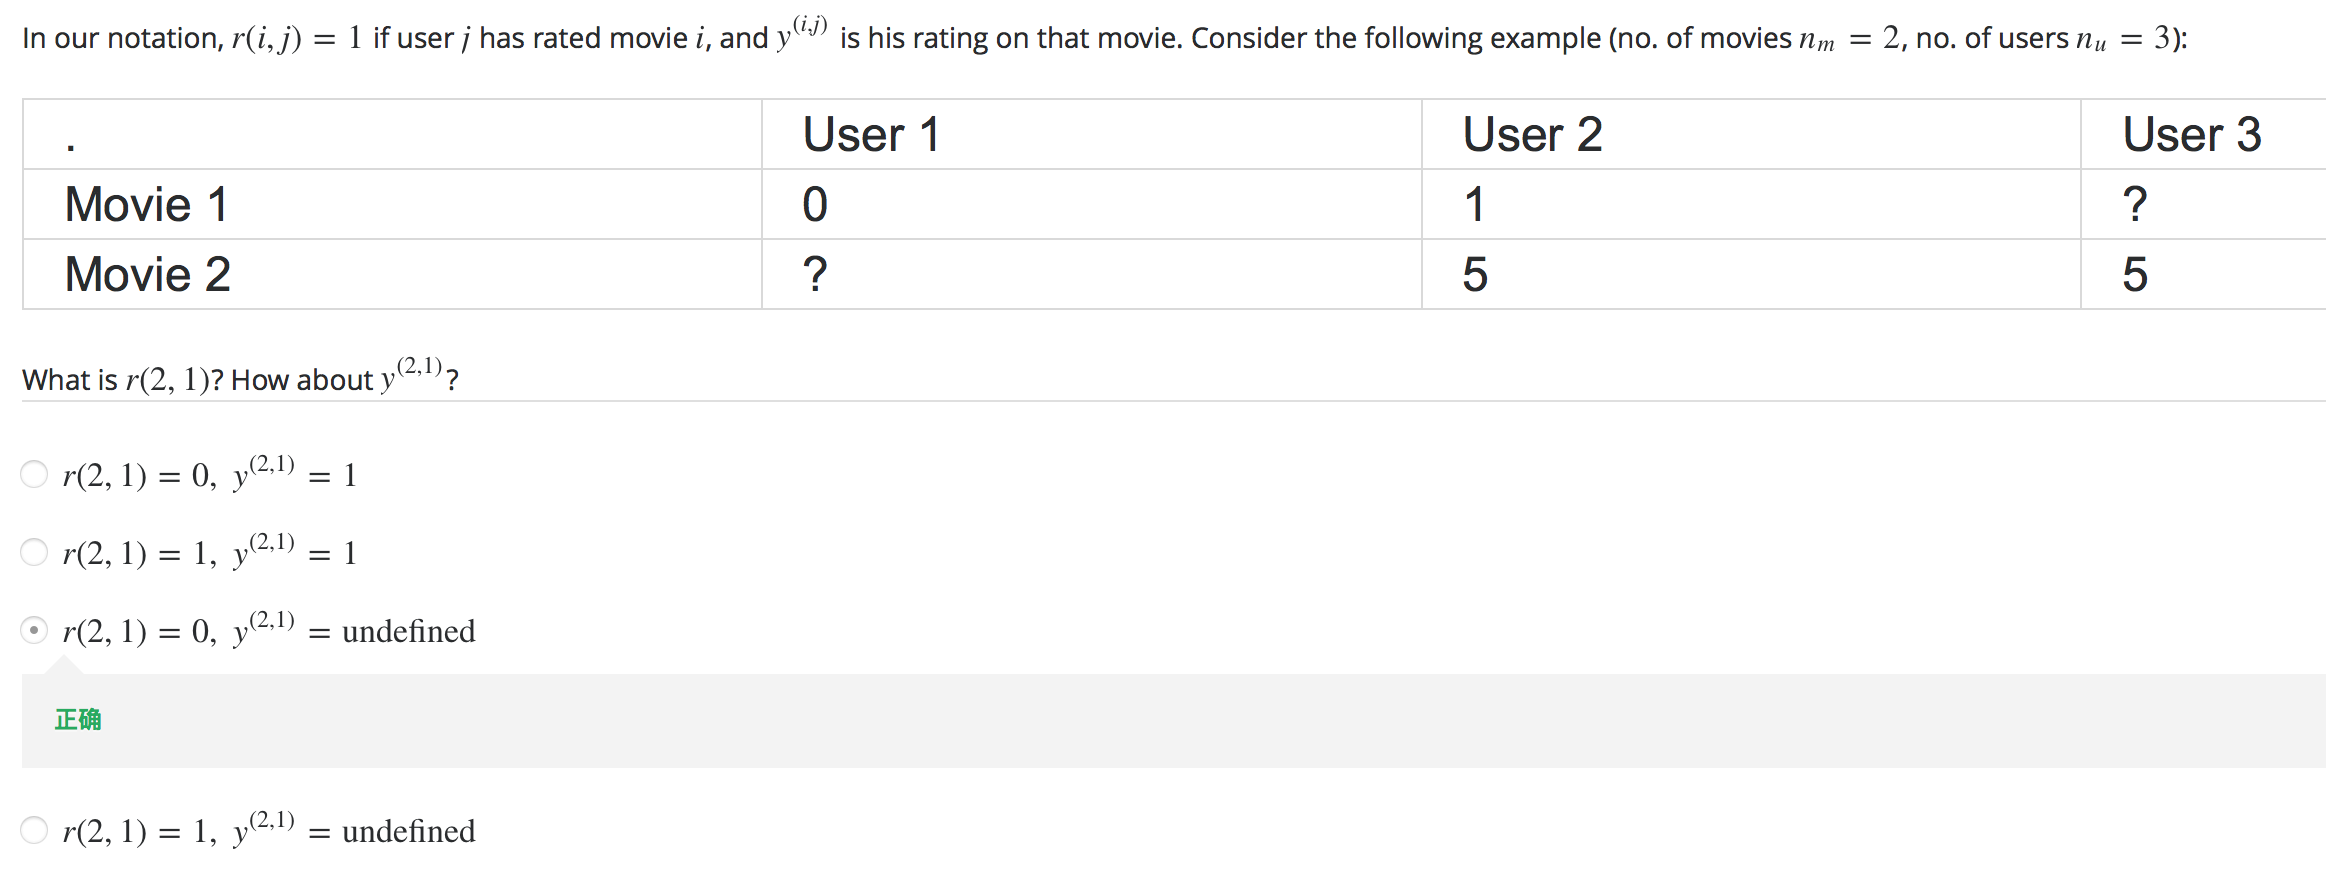 In our notation, r(i, j) = 1 if user j has rated movie i, and y^(i,j) is his rating on that movie. Consider the following example (no. of movies n_m = 2, no. of users n_u = 3):
. User 1 User 2 User 3
Movie 1 0 1 ?
Movie 2 ? 5 5
What is r(2, 1)? How about y^(2,1)?
r(2, 1) = 0, y^(2,1) = 1
r(2, 1) = 1, y^(2,1) = 1
r(2, 1) = 0, y^(2,1) = undefined
正确
r(2, 1) = 1, y^(2,1) = undefined